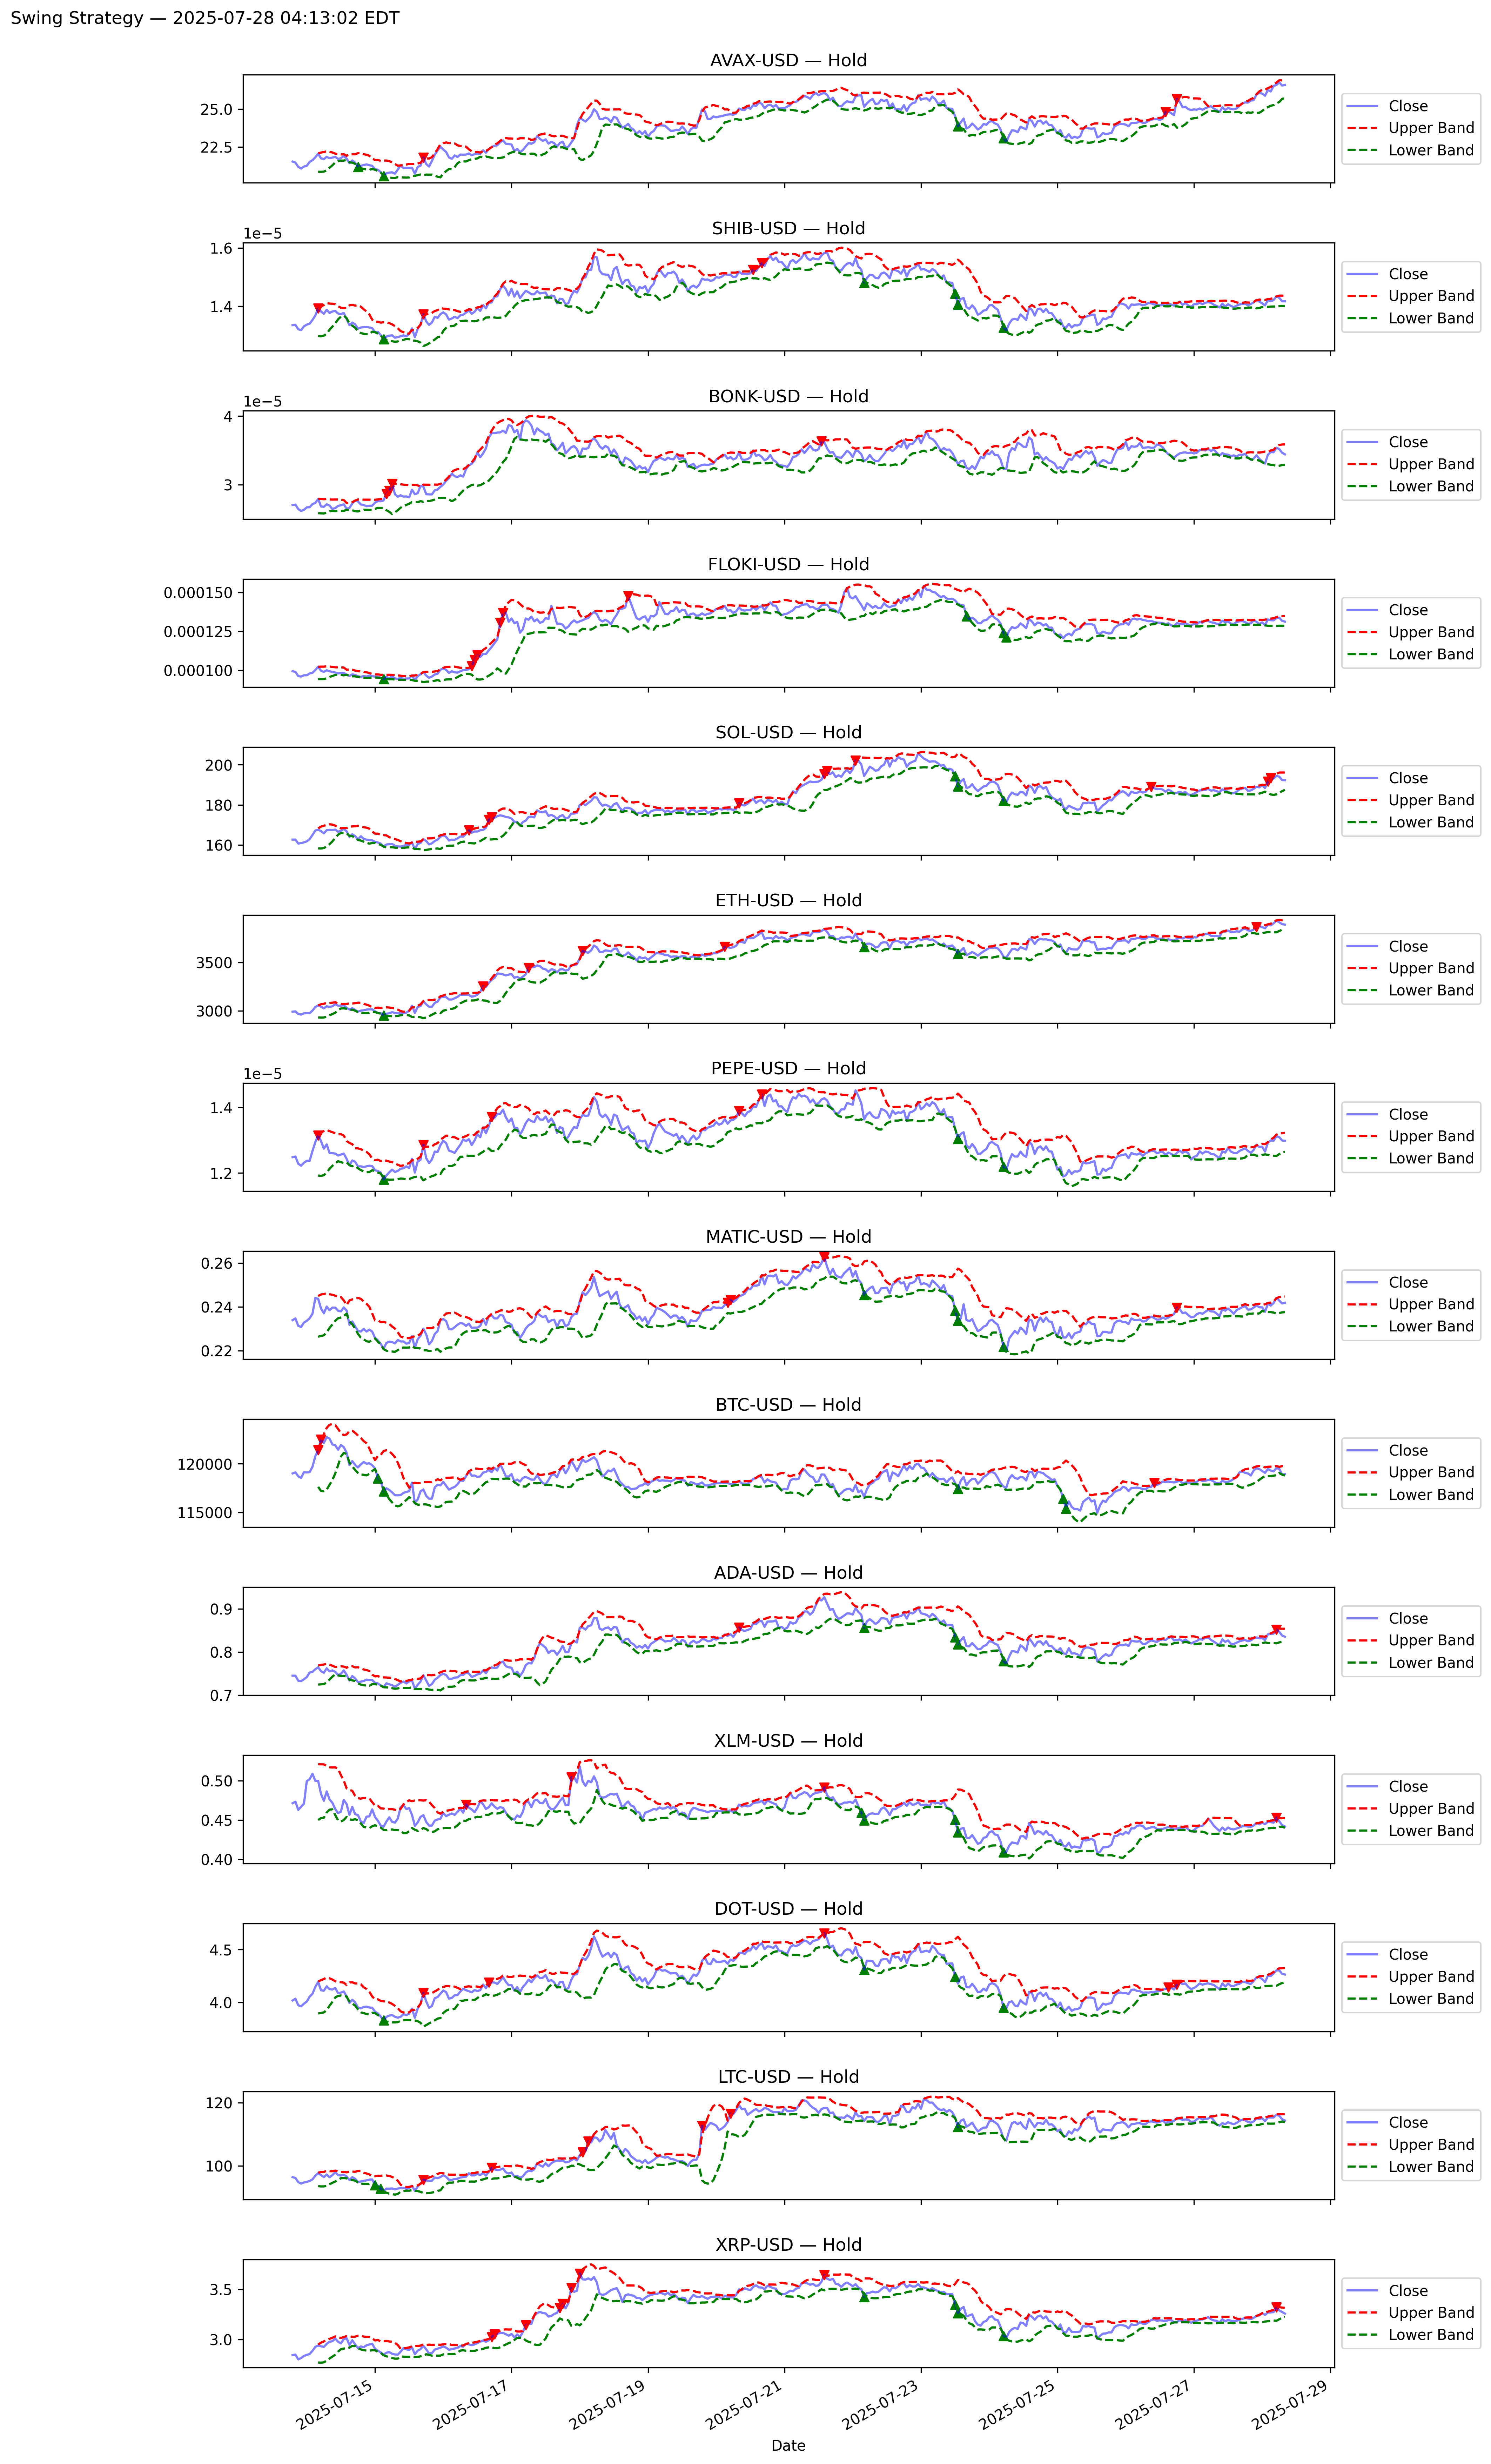 Swing Strategy — 2025-07-28 04:13:02 EDT
AVAX-USD — Hold
25.0
22.5
Close
Upper Band
Lower Band
SHIB-USD — Hold
1e−5
1.6
1.4
Close
Upper Band
Lower Band
BONK-USD — Hold
1e−5
4
3
Close
Upper Band
Lower Band
FLOKI-USD — Hold
0.000150
0.000125
0.000100
Close
Upper Band
Lower Band
SOL-USD — Hold
200
180
160
Close
Upper Band
Lower Band
ETH-USD — Hold
3500
3000
Close
Upper Band
Lower Band
PEPE-USD — Hold
1e−5
1.4
1.2
Close
Upper Band
Lower Band
MATIC-USD — Hold
0.26
0.24
0.22
Close
Upper Band
Lower Band
BTC-USD — Hold
120000
115000
Close
Upper Band
Lower Band
ADA-USD — Hold
0.9
0.8
0.7
Close
Upper Band
Lower Band
XLM-USD — Hold
0.50
0.45
0.40
Close
Upper Band
Lower Band
DOT-USD — Hold
4.5
4.0
Close
Upper Band
Lower Band
LTC-USD — Hold
120
100
Close
Upper Band
Lower Band
XRP-USD — Hold
3.5
3.0
Close
Upper Band
Lower Band
2025-07-15
2025-07-17
2025-07-19
2025-07-21
2025-07-23
2025-07-25
2025-07-27
2025-07-29
Date